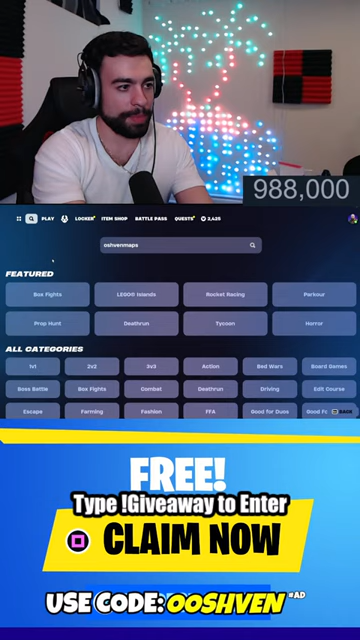 988,000
PLAY
LOCKER
ITEM SHOP
BATTLE PASS
QUESTS
2,425
oshvenmaps
FEATURED
Box Fights
LEGO® Islands
Rocket Racing
Parkour
Prop Hunt
Deathrun
Tycoon
Horror
ALL CATEGORIES
1v1
2v2
3v3
Action
Bed Wars
Board Games
Boss Battle
Box Fights
Combat
Deathrun
Driving
Edit Course
Escape
Farming
Fashion
FFA
Good for Duos
Good Fo
BACK
FREE!
Type !Giveaway to Enter
CLAIM NOW
USE CODE: OOSHVEN #AD